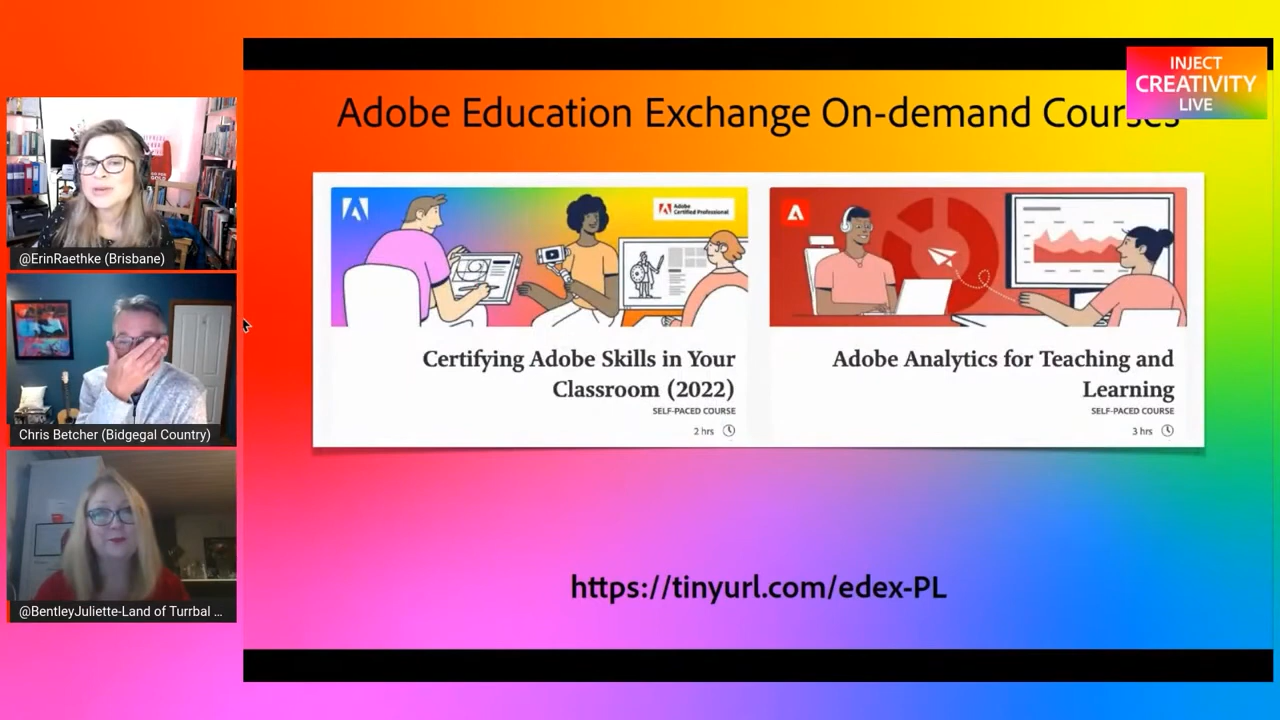 INJECT
CREATIVITY
LIVE
Adobe Education Exchange On-demand Courses
Adobe
Certified Professional
@ErinRaethke (Brisbane)
Certifying Adobe Skills in Your
Classroom (2022)
SELF-PACED COURSE
2 hrs
Adobe Analytics for Teaching and
Learning
SELF-PACED COURSE
3 hrs
Chris Betcher (Bidgegal Country)
https://tinyurl.com/edex-PL
@BentleyJuliette-Land of Turrbal ...